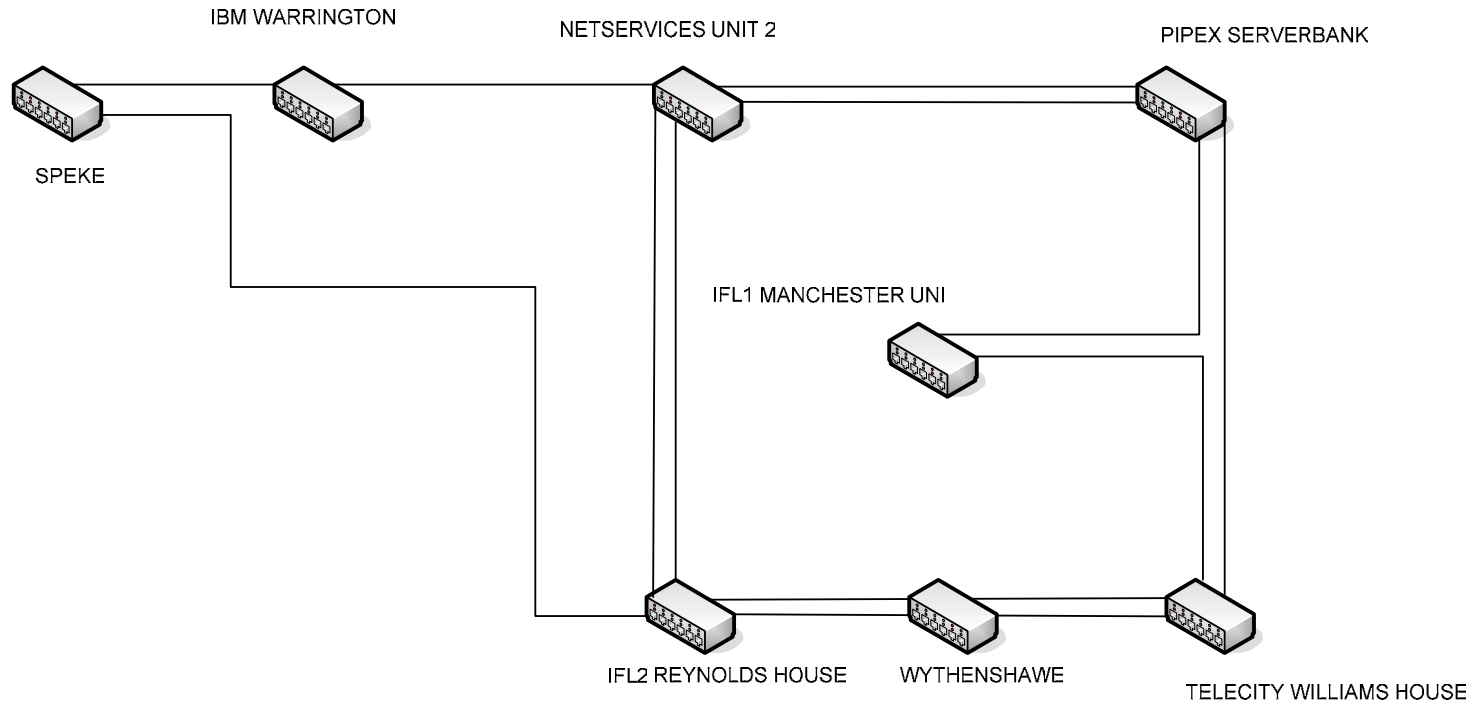 IBM WARRINGTON
NETSERVICES UNIT 2
PIPEX SERVERBANK
SPEKE
IFL1 MANCHESTER UNI
IFL2 REYNOLDS HOUSE
WYTHENSHAWE
TELECITY WILLIAMS HOUSE